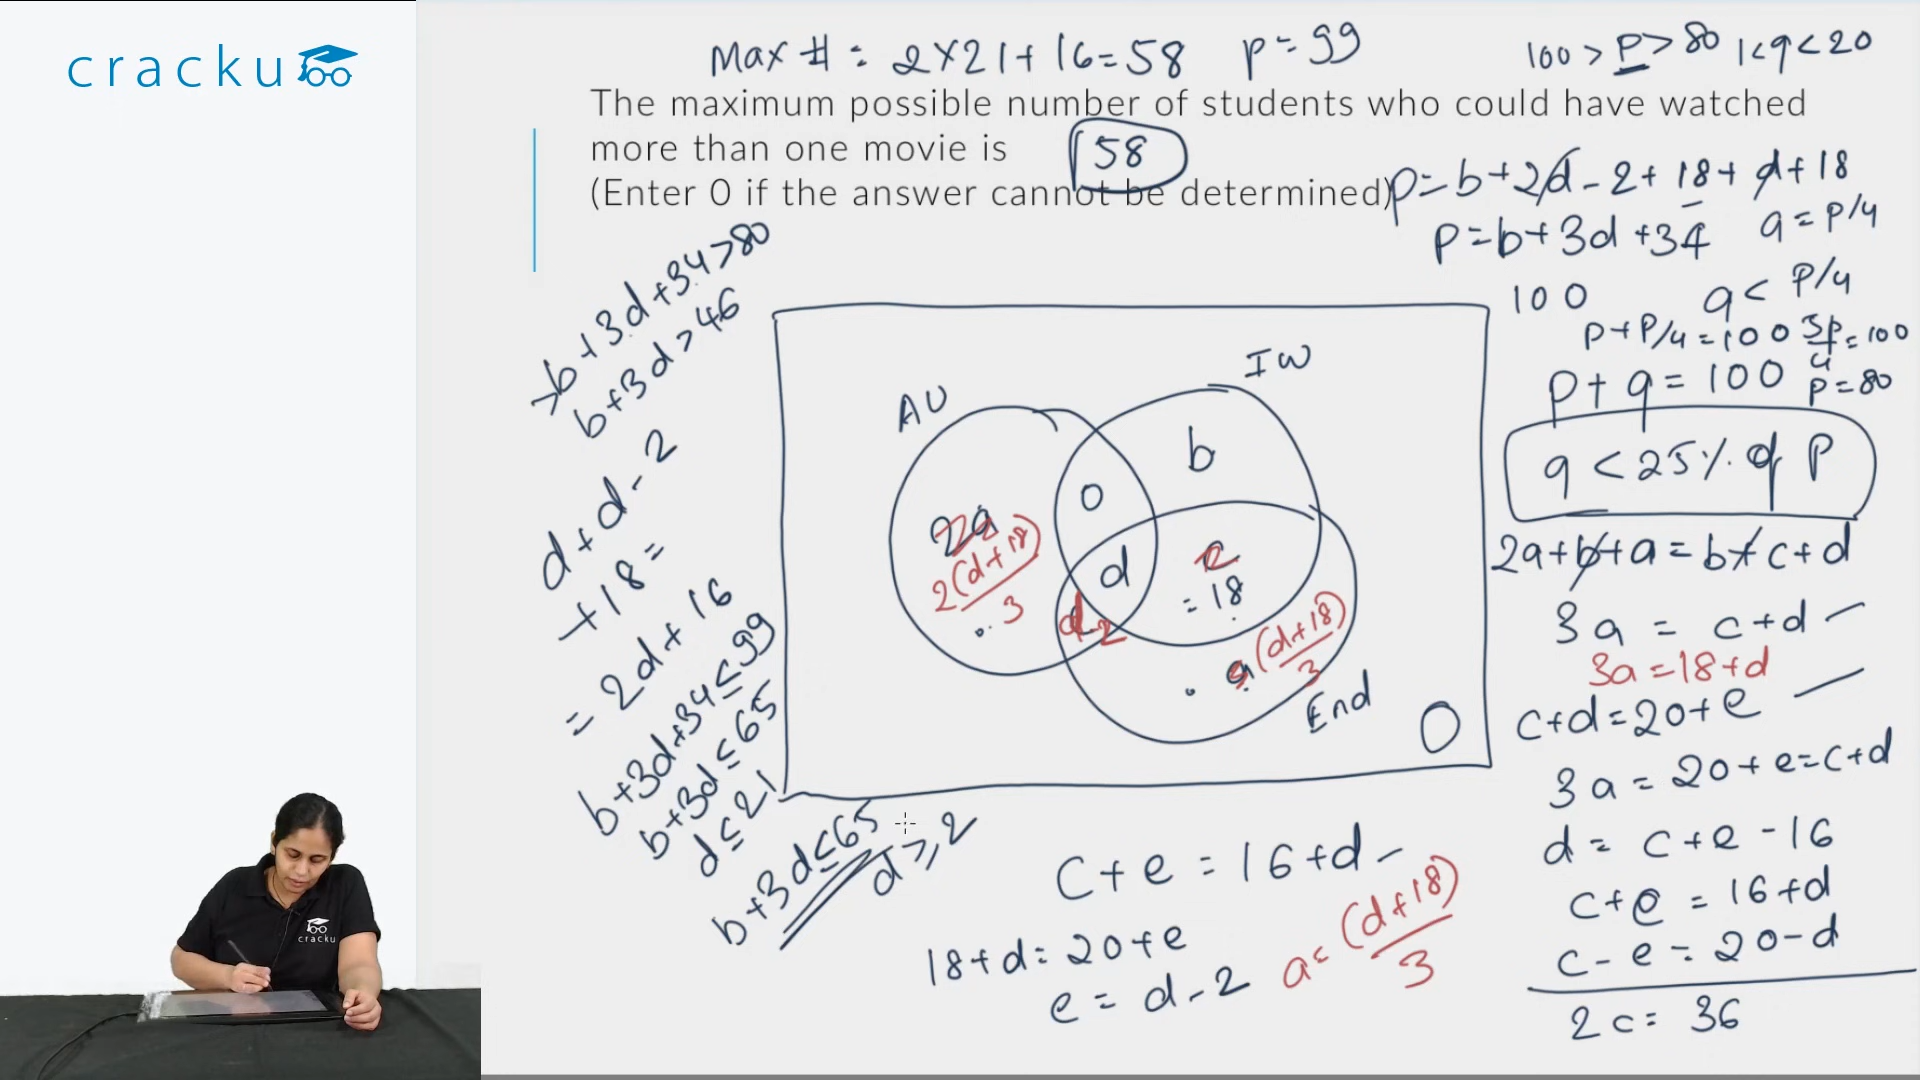 cracku
Max # : 2×21+16=58 p=99 100 > P > 80 1<q<20
The maximum possible number of students who could have watched
more than one movie is 58
(Enter 0 if the answer cannot be determined)
p=b+2d-2+18+d+18
P=b+3d+34 q=P/4
100 q< P/4
P+P/4=100 5P/4=100
P+q=100 P=80
q<25% of P
2a+b+a=b+c+d
3a = c+d
3a=18+d
c+d=20+e
3a=20+e=c+d
d= c+e-16
c+e = 16+d
c-e=20-d
2c= 36
b+3d+34>80
b+3d>46
d+d-2
+18=
= 2d+16
b+3d+34≤99
b+3d≤65
d≤21
b+3d≤65
d≥2
AU
IW
End
2a
2(d+18)/3
0
b
d
c
=18
d-2
a
(d+18)/3
0
c+e=16+d
18+d=20+e
e = d-2
a=(d+18)/3
cracku